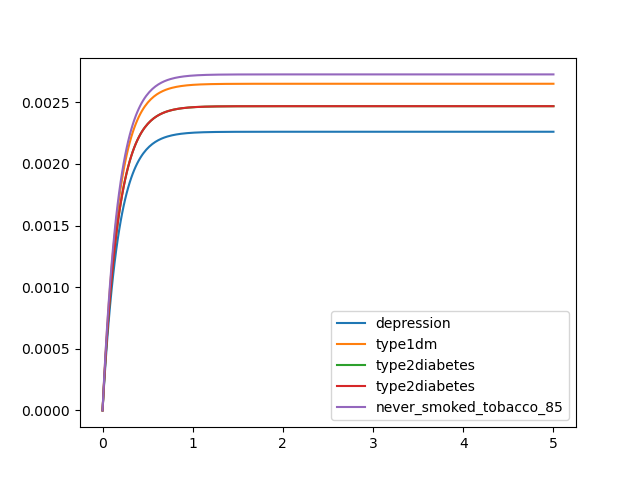 0.0025
0.0020
0.0015
0.0010
0.0005
0.0000
depression
type1dm
type2diabetes
type2diabetes
never_smoked_tobacco_85
0 1 2 3 4 5